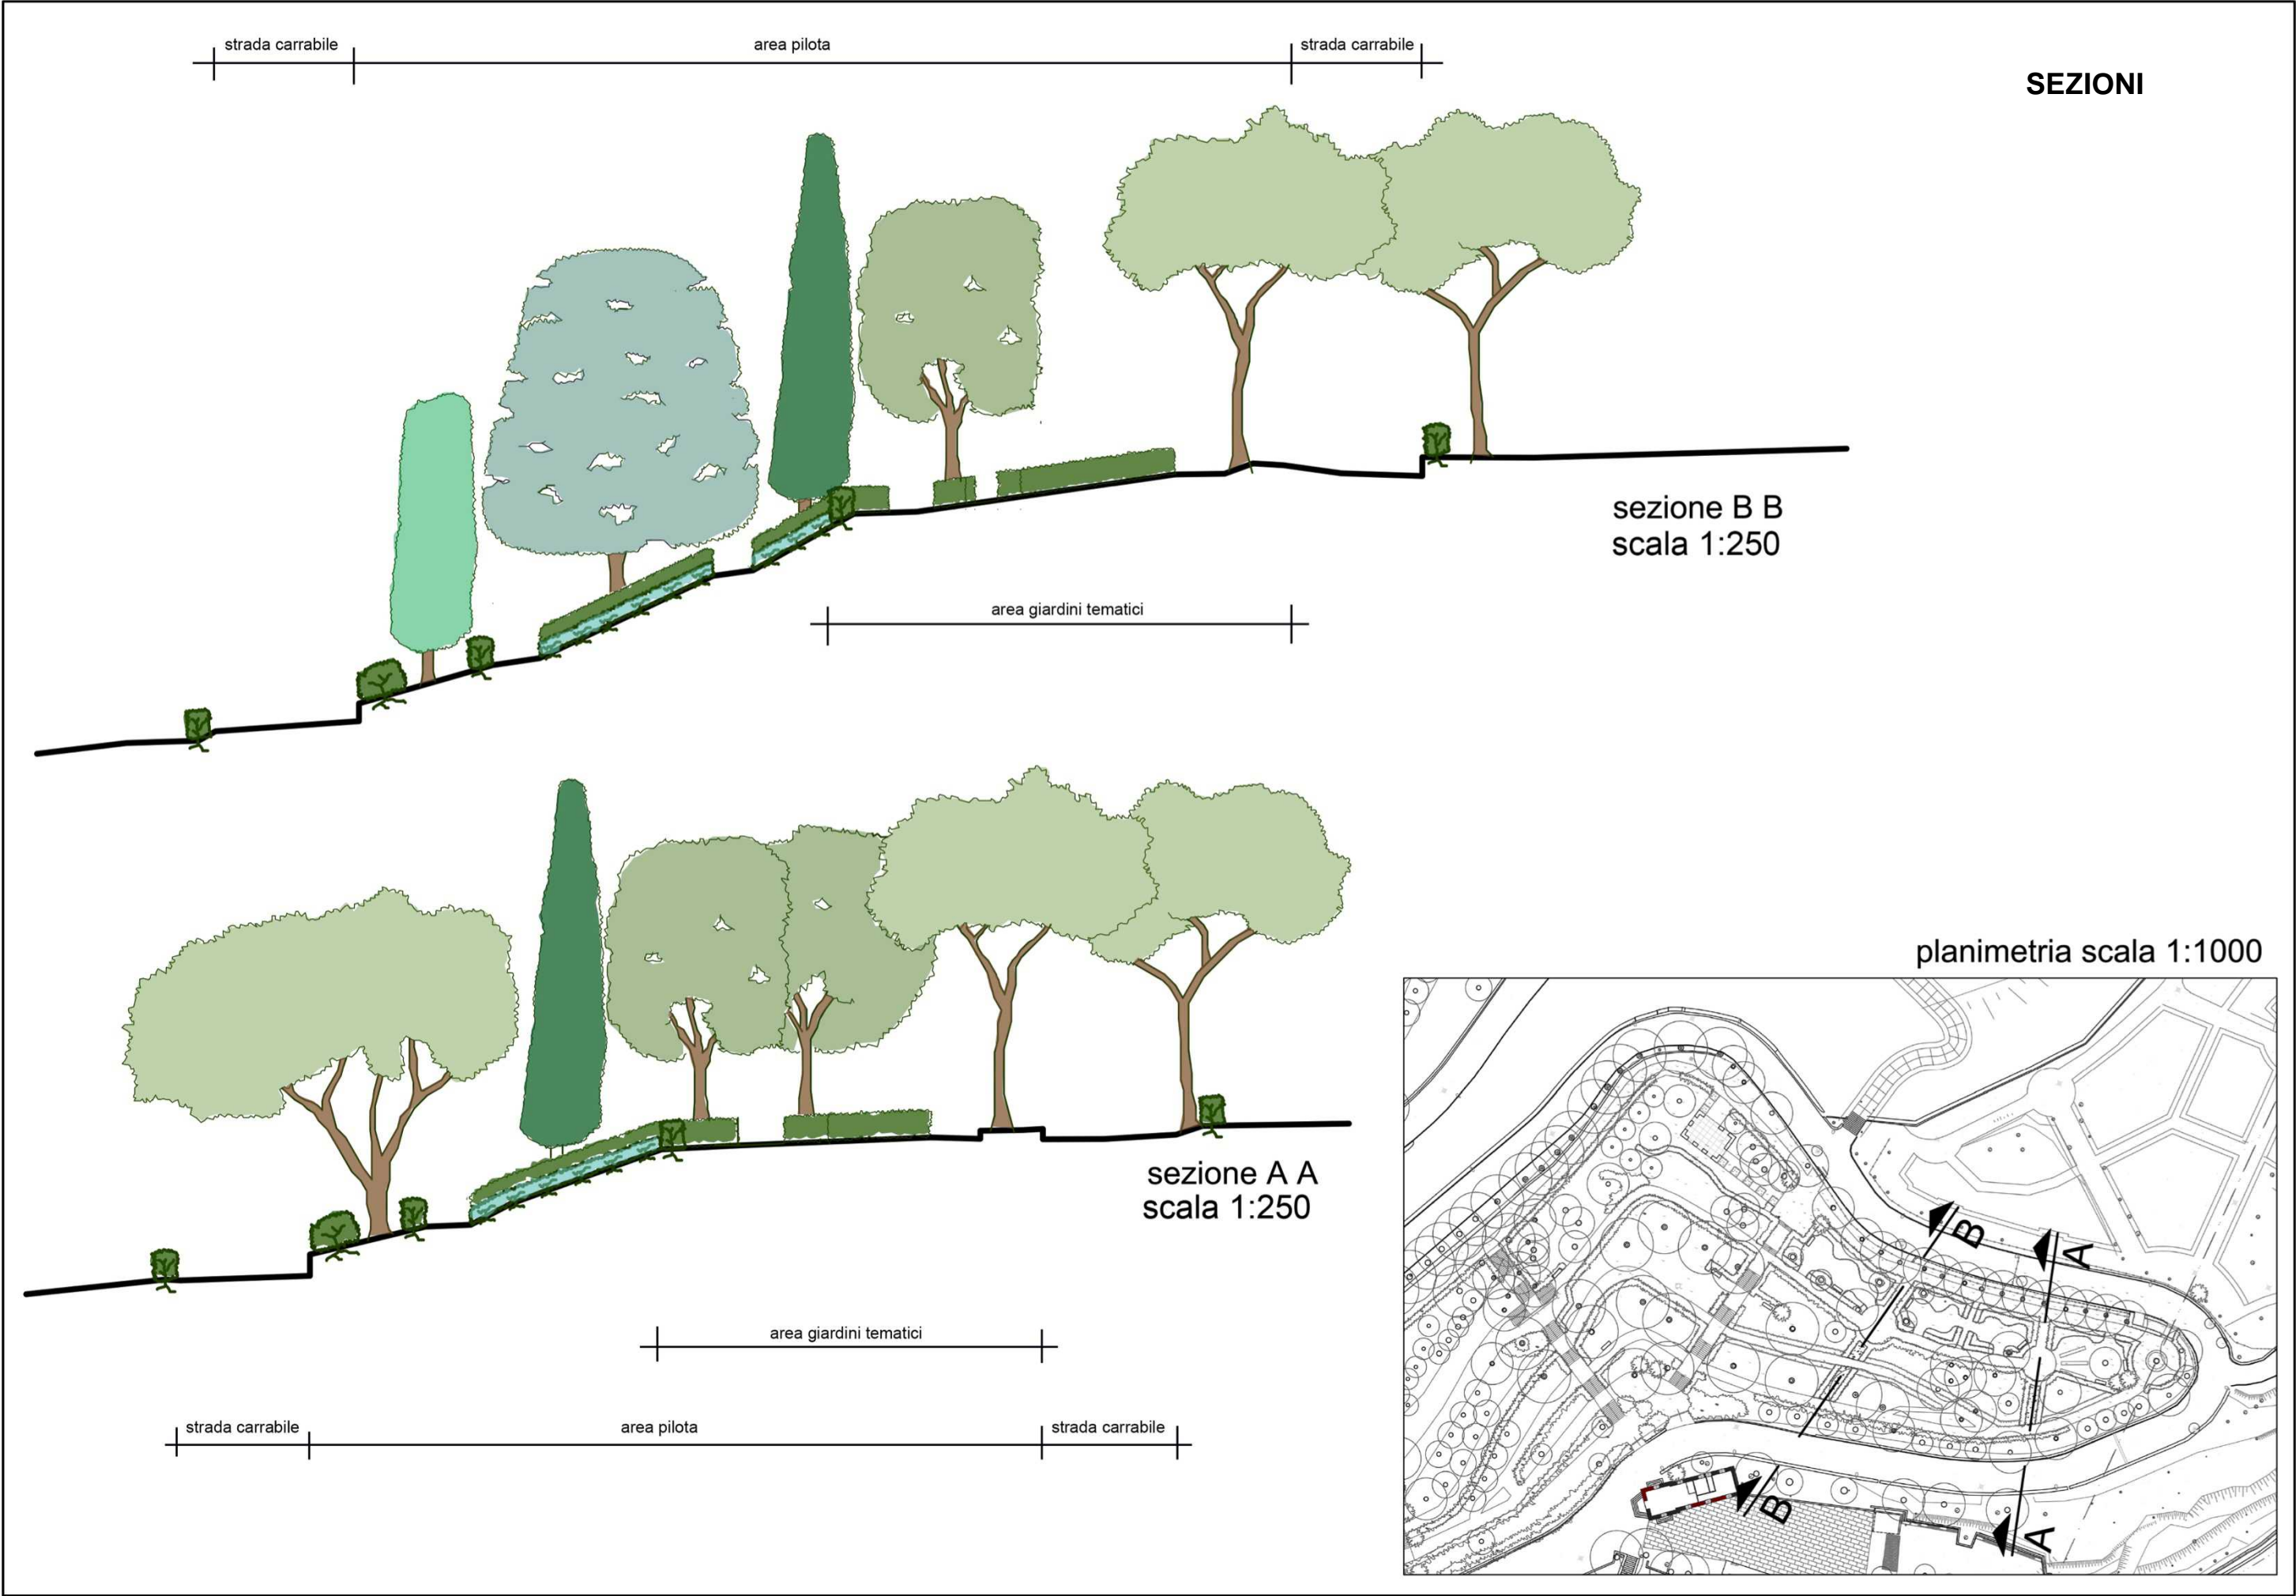 strada carrabile
area pilota
strada carrabile
SEZIONI
sezione B B
scala 1:250
area giardini tematici
sezione A A
scala 1:250
area giardini tematici
strada carrabile
area pilota
strada carrabile
planimetria scala 1:1000
B
A
B
A